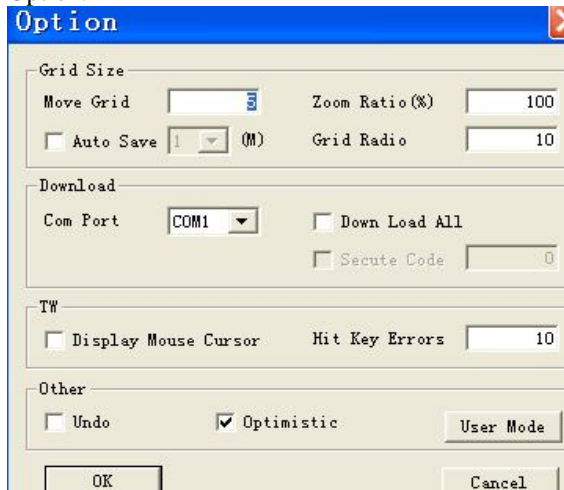 Option
Grid Size
Move Grid 5 Zoom Ratio(%) 100
Auto Save 1 (M) Grid Radio 10
Download
Com Port COM1 Down Load All
Secute Code 0
TW
Display Mouse Cursor Hit Key Errors 10
Other
Undo Optimistic User Mode
OK Cancel